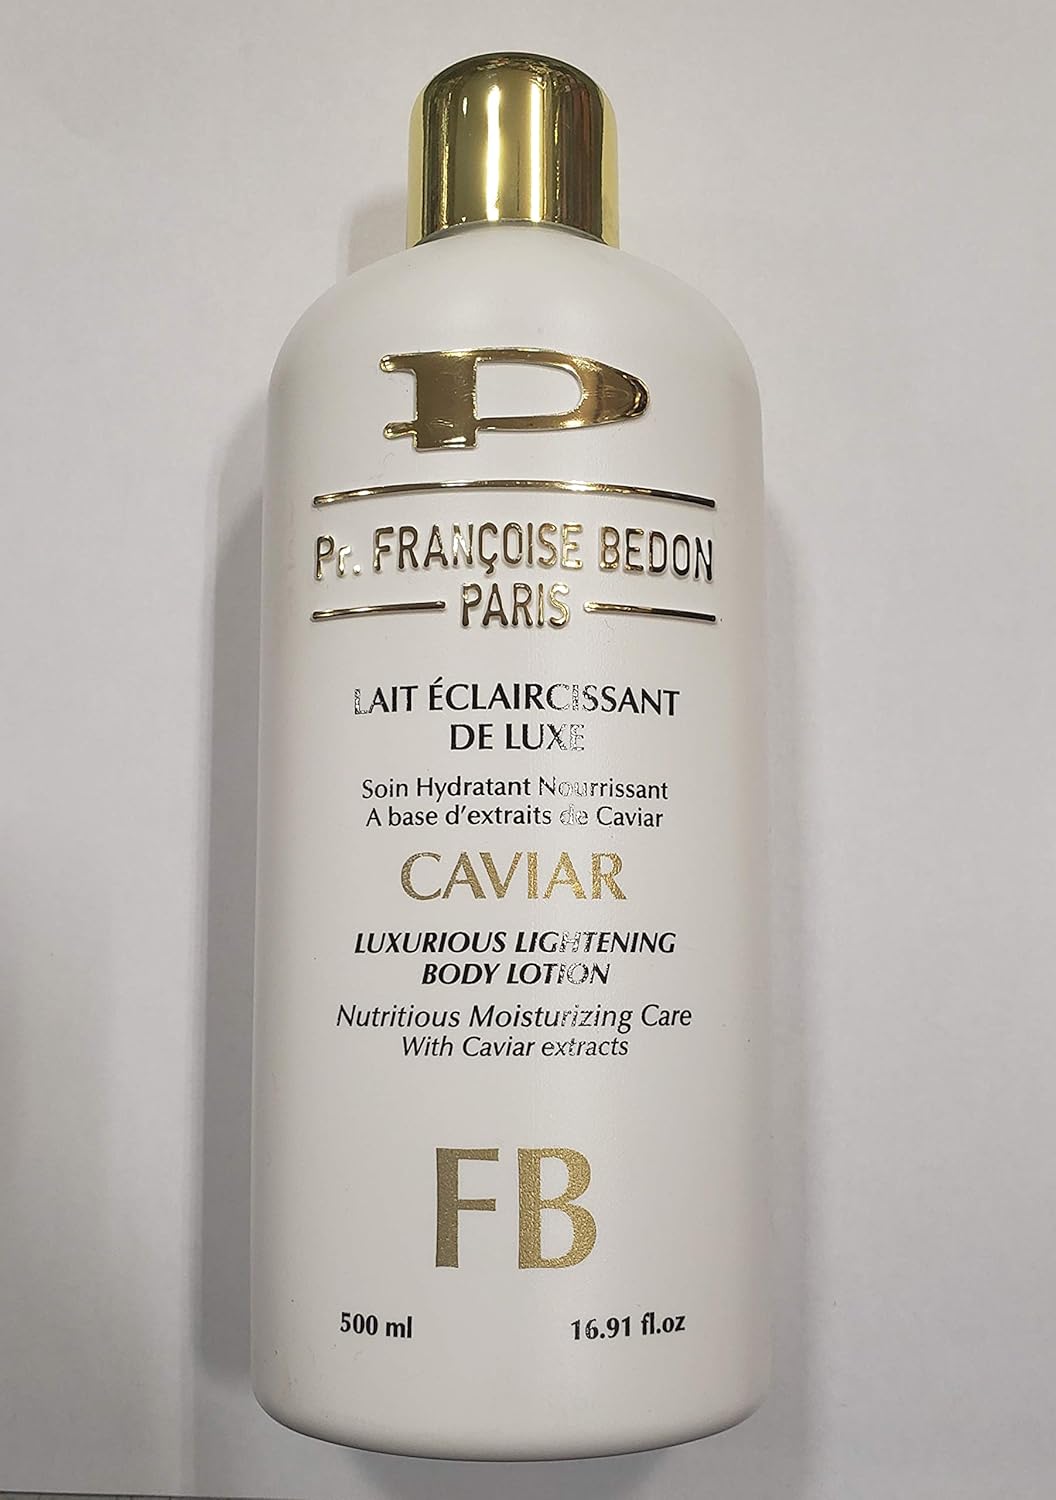 Pr. FRANÇOISE BEDON
PARIS
LAIT ÉCLAIRCISSANT
DE LUXE
Soin Hydratant Nourrissant
A base d'extraits de Caviar
CAVIAR
LUXURIOUS LIGHTENING
BODY LOTION
Nutritious Moisturizing Care
With Caviar extracts
FB
500 ml 16.91 fl.oz